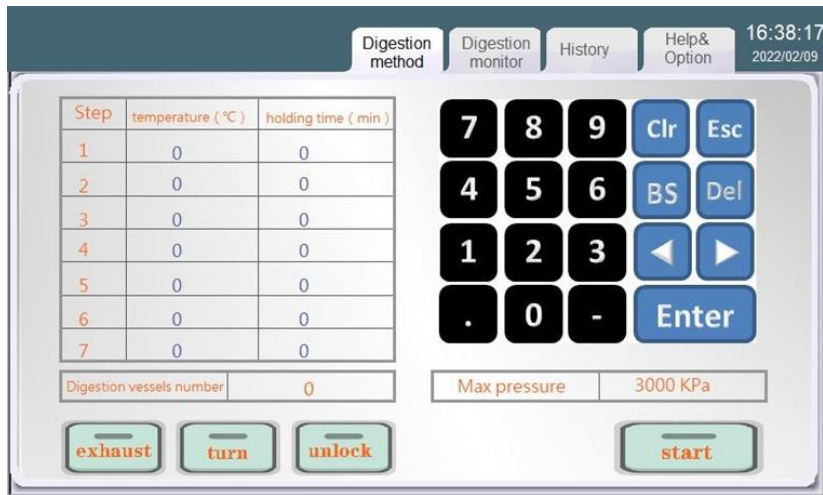 Digestion method
Digestion monitor
History
Help& Option
16:38:17
2022/02/09
Step temperature ( ℃ ) holding time ( min )
1 0 0
2 0 0
3 0 0
4 0 0
5 0 0
6 0 0
7 0 0
7 8 9 Clr Esc
4 5 6 BS Del
1 2 3
. 0 - Enter
Digestion vessels number 0
Max pressure 3000 KPa
exhaust turn unlock start